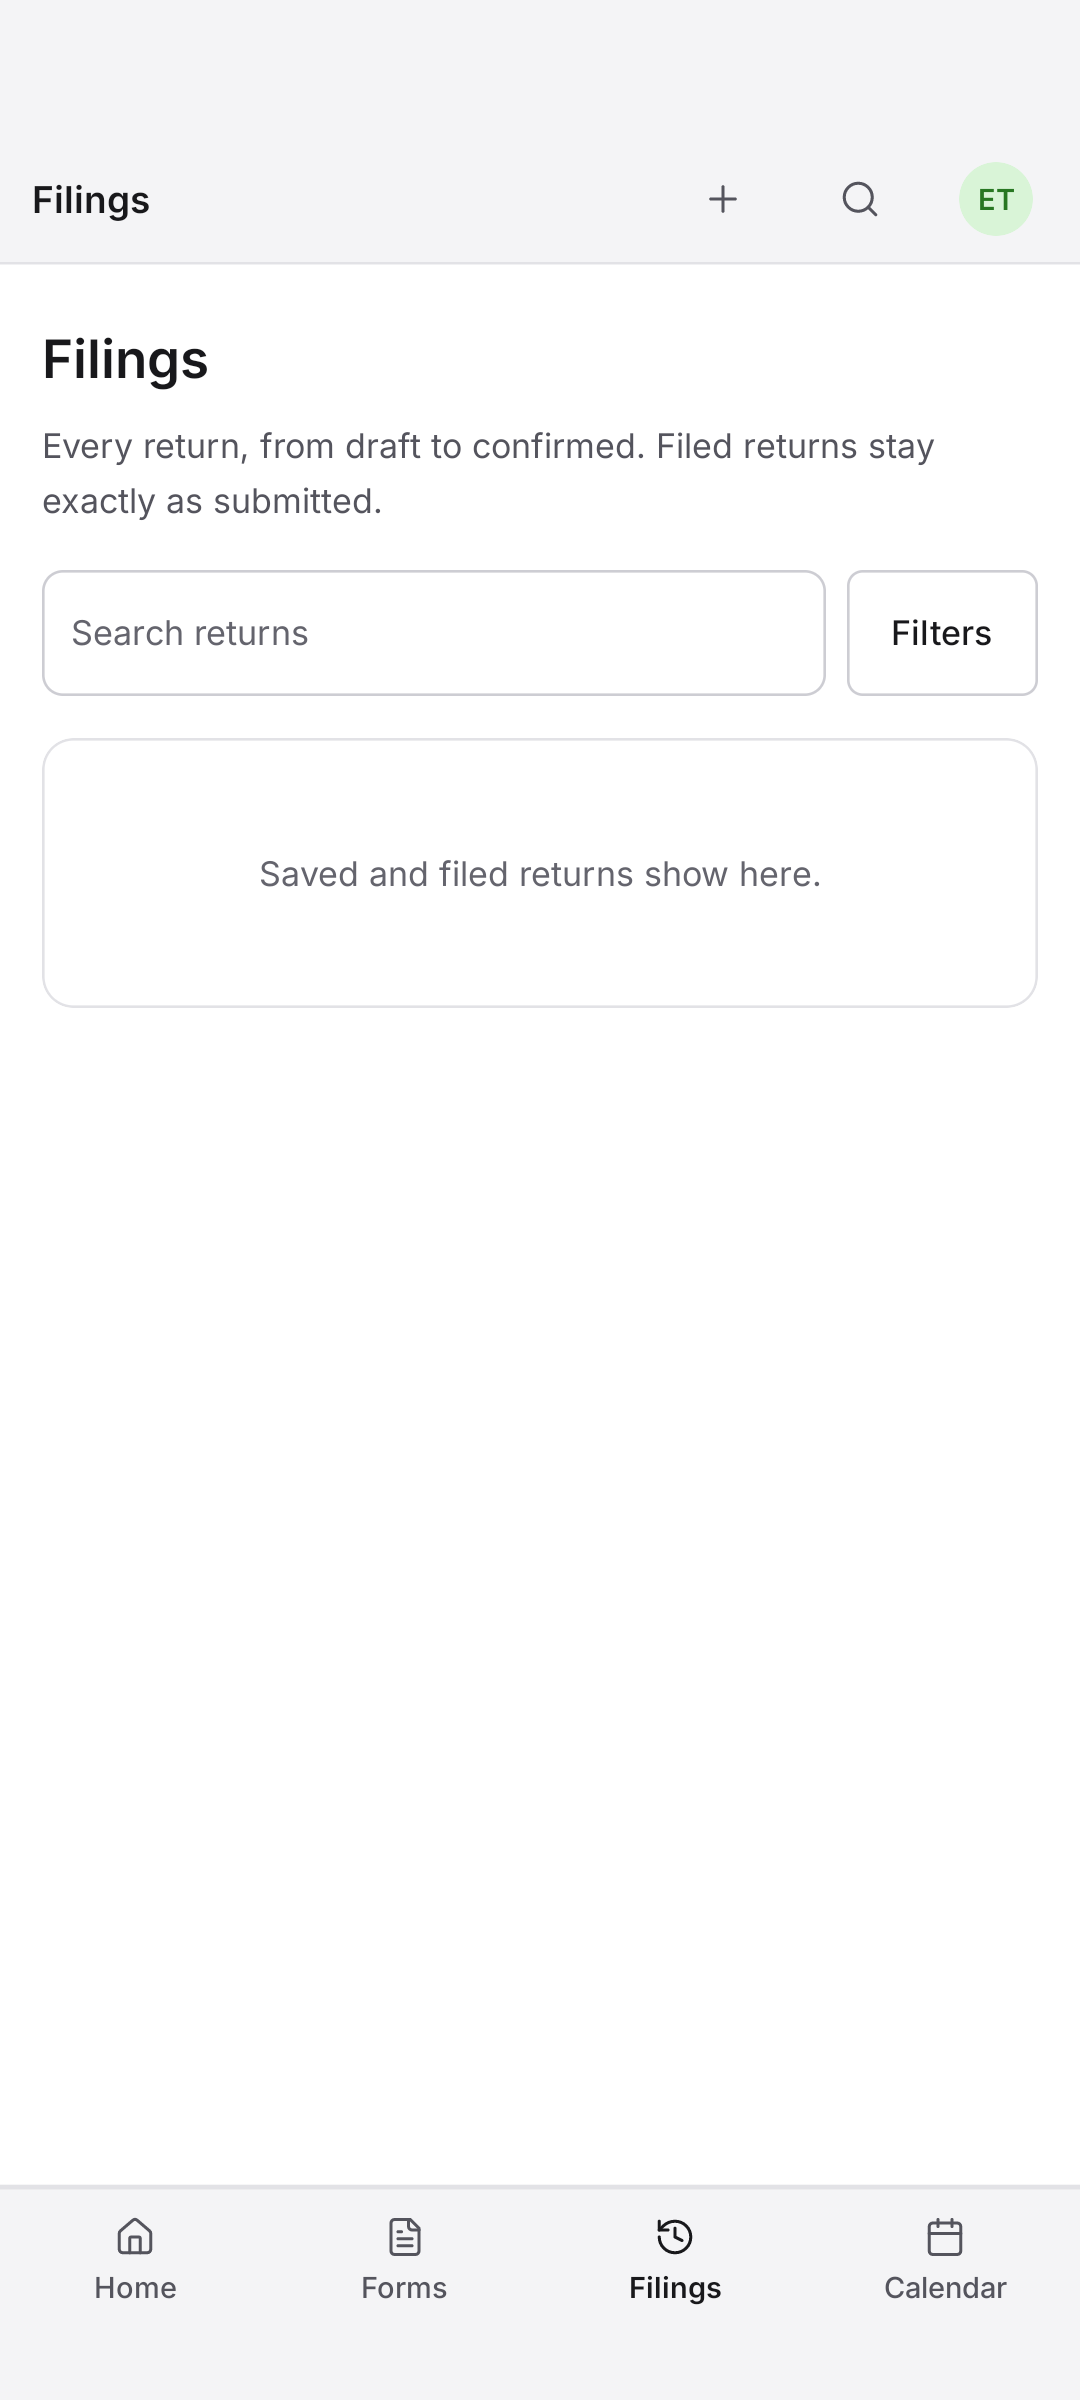 Filings
ET
Filings
Every return, from draft to confirmed. Filed returns stay
exactly as submitted.
Search returns
Filters
Saved and filed returns show here.
Home
Forms
Filings
Calendar